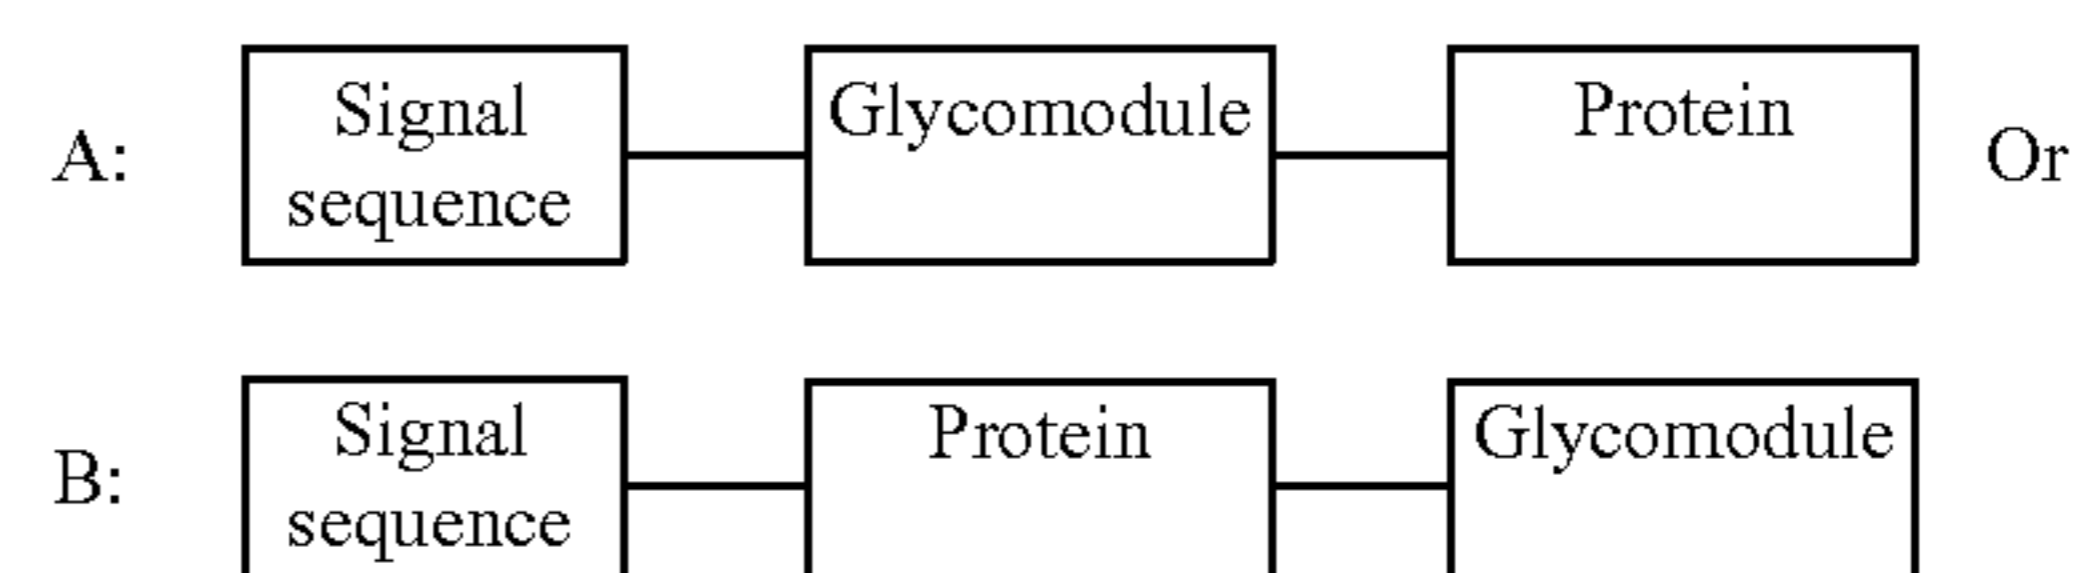 A:
Signal
sequence
Glycomodule
Protein
Or
B:
Signal
sequence
Protein
Glycomodule